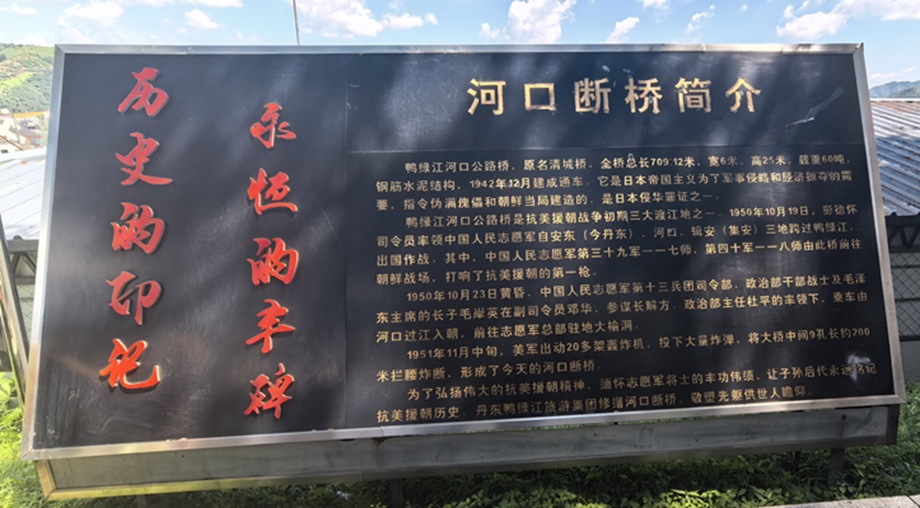 历史的印记
永恒的丰碑
河口断桥简介
鸭绿江河口公路桥，原名清城桥，全桥总长709.12米，宽6米，高25米，载重60吨，
钢筋水泥结构，1942年12月建成通车。它是日本帝国主义为了军事侵略和经济掠夺的需
要，指令伪满傀儡和朝鲜当局建造的，是日本侵华罪证之一。
鸭绿江河口公路桥是抗美援朝战争初期三大渡江地之一。1950年10月19日，彭德怀
司令员率领中国人民志愿军自安东（今丹东）、河口、辑安（集安）三地跨过鸭绿江，
出国作战。其中，中国人民志愿军第三十九军一一七师，第四十军一一八师由此桥前往
朝鲜战场，打响了抗美援朝的第一枪。
1950年10月23日黄昏，中国人民志愿军第十三兵团司令部、政治部干部战士及毛泽
东主席的长子毛岸英在副司令员邓华，参谋长解方，政治部主任杜平的率领下，乘车由
河口过江入朝，前往志愿军总部驻地大榆洞。
1951年11月中旬，美军出动20多架轰炸机，投下大量炸弹，将大桥中间9孔长约200
米拦腰炸断，形成了今天的河口断桥。
为了弘扬伟大的抗美援朝精神，缅怀志愿军将士的丰功伟绩，让子孙后代永远铭记
抗美援朝历史。丹东鸭绿江旅游集团修缮河口断桥，敬塑先躯供世人瞻仰。